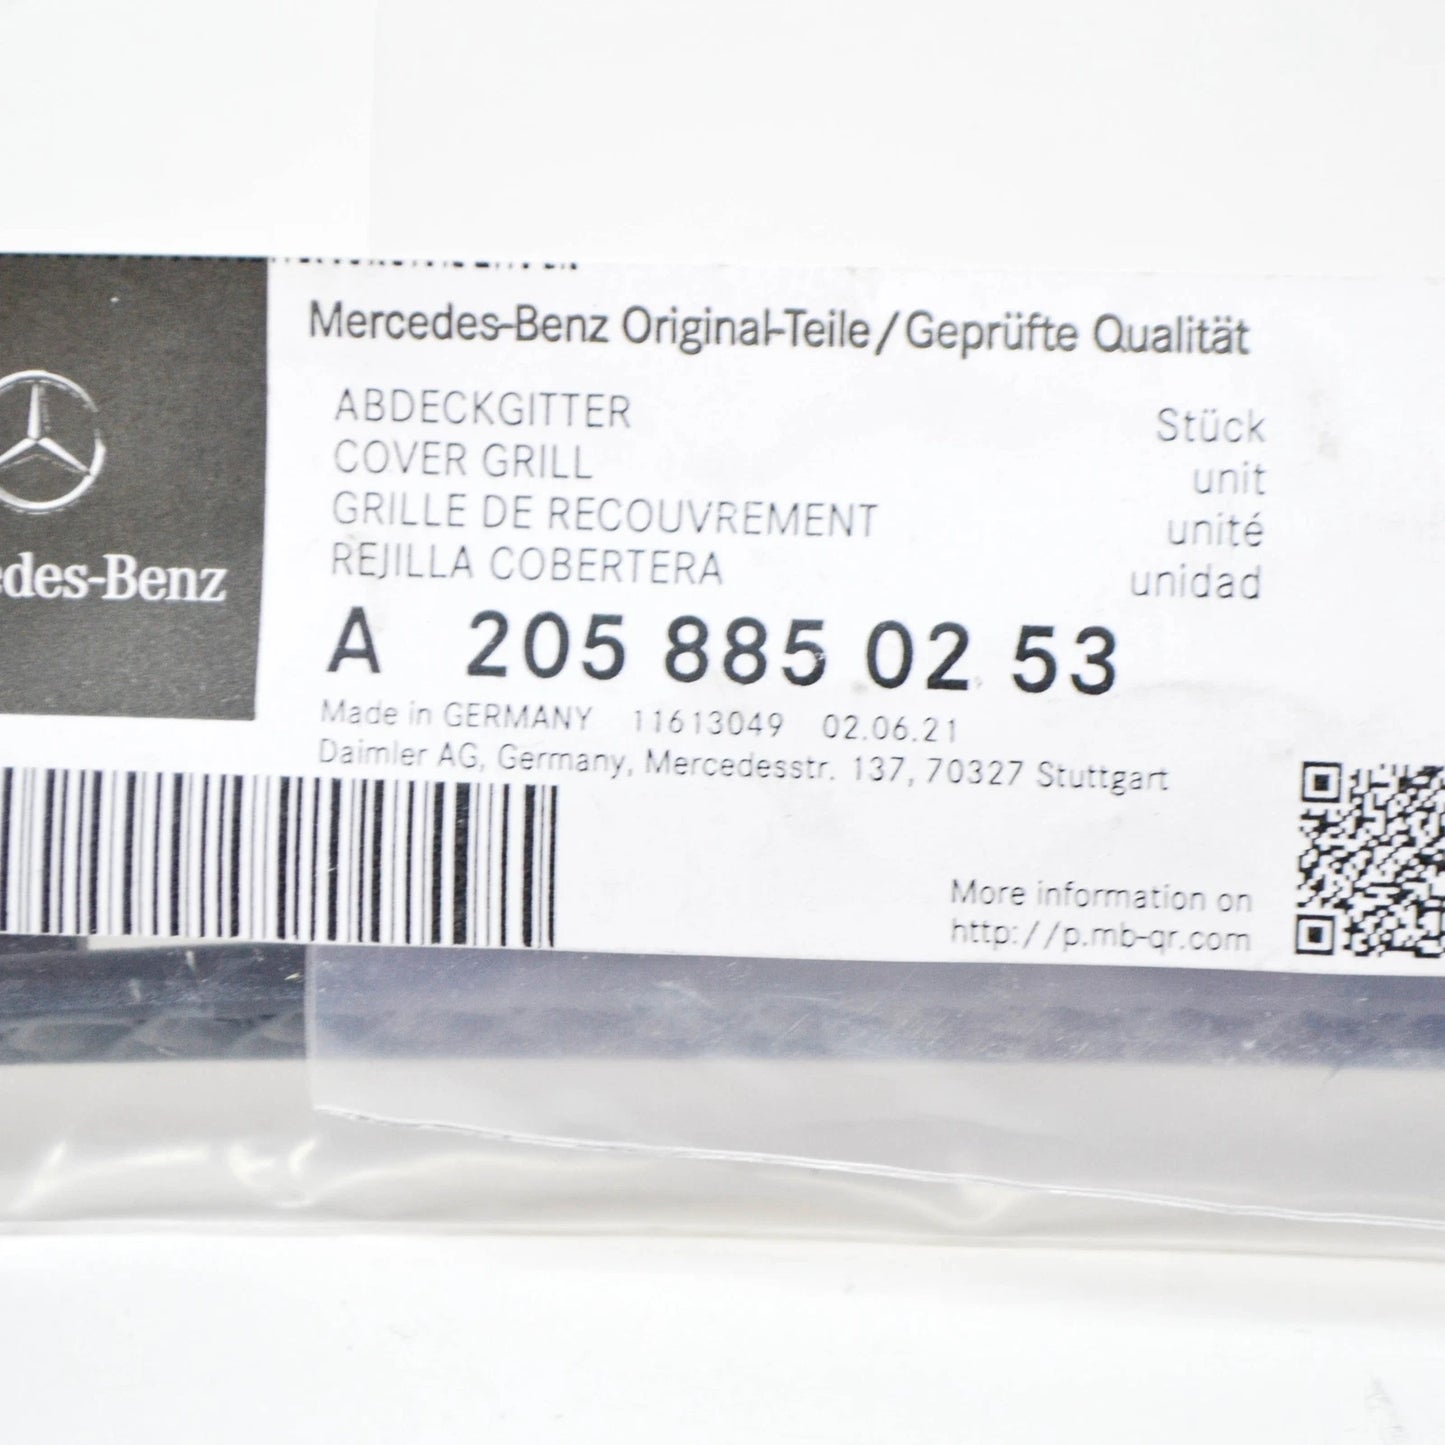 Mercedes-Benz Original-Teile/Geprüfte Qualität
ABDECKGITTER Stück
COVER GRILL unit
GRILLE DE RECOUVREMENT unité
REJILLA COBERTERA unidad
edes-Benz
A 205 885 02 53
Made in GERMANY 11613049 02.06.21
Daimler AG, Germany, Mercedesstr. 137, 70327 Stuttgart
More information on
http://p.mb-qr.com